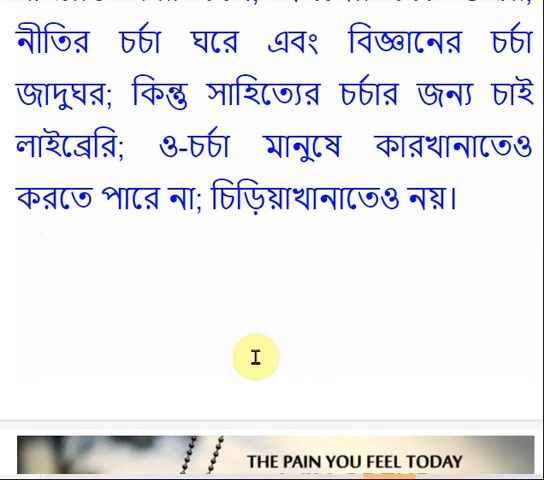 নীতির চর্চা ঘরে এবং বিজ্ঞানের চর্চা
জাদুঘর; কিন্তু সাহিত্যের চর্চার জন্য চাই
লাইব্রেরি; ও-চর্চা মানুষে কারখানাতেও
করতে পারে না; চিড়িয়াখানাতেও নয়।
THE PAIN YOU FEEL TODAY